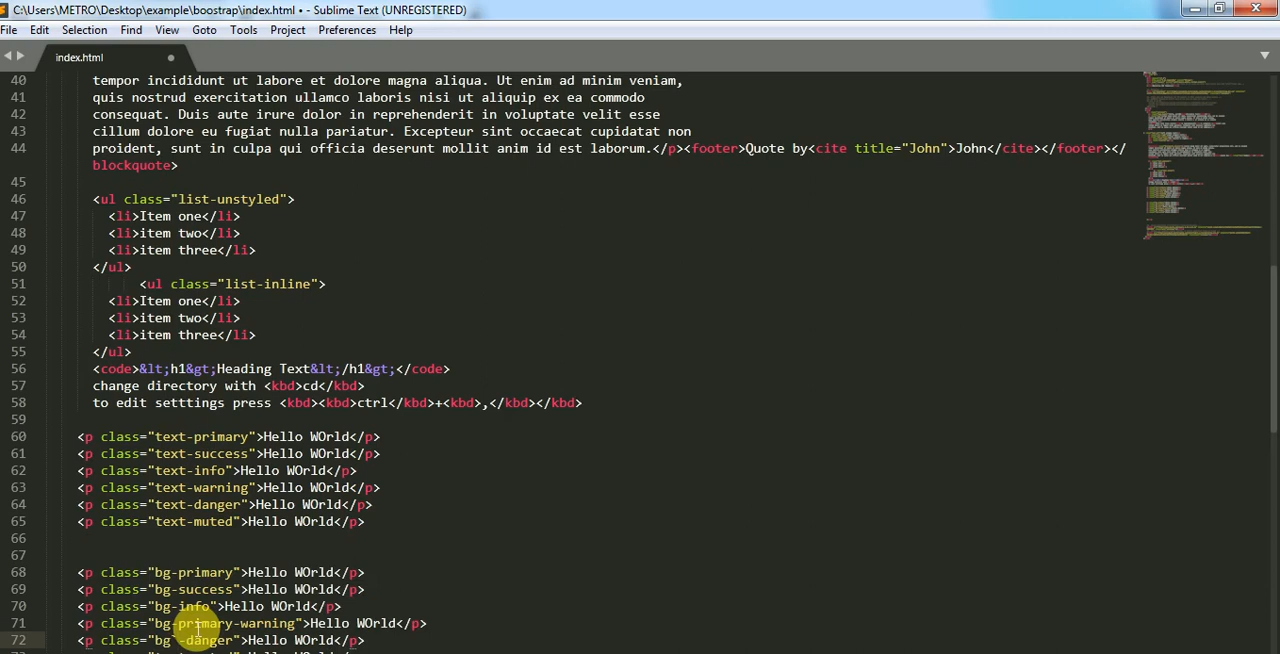 C:\Users\METRO\Desktop\example\boostrap\index.html • - Sublime Text (UNREGISTERED)
File Edit Selection Find View Goto Tools Project Preferences Help
index.html
40 tempor incididunt ut labore et dolore magna aliqua. Ut enim ad minim veniam,
41 quis nostrud exercitation ullamco laboris nisi ut aliquip ex ea commodo
42 consequat. Duis aute irure dolor in reprehenderit in voluptate velit esse
43 cillum dolore eu fugiat nulla pariatur. Excepteur sint occaecat cupidatat non
44 proident, sunt in culpa qui officia deserunt mollit anim id est laborum.</p><footer>Quote by<cite title="John">John</cite></footer></
blockquote>
45
46 <ul class="list-unstyled">
47 <li>Item one</li>
48 <li>item two</li>
49 <li>item three</li>
50 </ul>
51 <ul class="list-inline">
52 <li>Item one</li>
53 <li>item two</li>
54 <li>item three</li>
55 </ul>
56 <code>&lt;h1&gt;Heading Text&lt;/h1&gt;</code>
57 change directory with <kbd>cd</kbd>
58 to edit setttings press <kbd><kbd>ctrl</kbd>+<kbd>,</kbd></kbd>
59
60 <p class="text-primary">Hello WOrld</p>
61 <p class="text-success">Hello WOrld</p>
62 <p class="text-info">Hello WOrld</p>
63 <p class="text-warning">Hello WOrld</p>
64 <p class="text-danger">Hello WOrld</p>
65 <p class="text-muted">Hello WOrld</p>
66
67
68 <p class="bg-primary">Hello WOrld</p>
69 <p class="bg-success">Hello WOrld</p>
70 <p class="bg-info">Hello WOrld</p>
71 <p class="bg-primary-warning">Hello WOrld</p>
72 <p class="bg -danger">Hello WOrld</p>